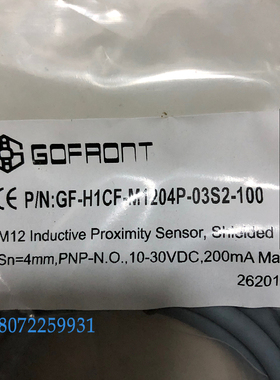 GOFRONT
CE P/N:GF-H1CF-M1204P-03S2-100
M12 Inductive Proximity Sensor, Shielded
Sn=4mm,PNP-N.O.,10-30VDC,200mA Ma
26201
8072259931